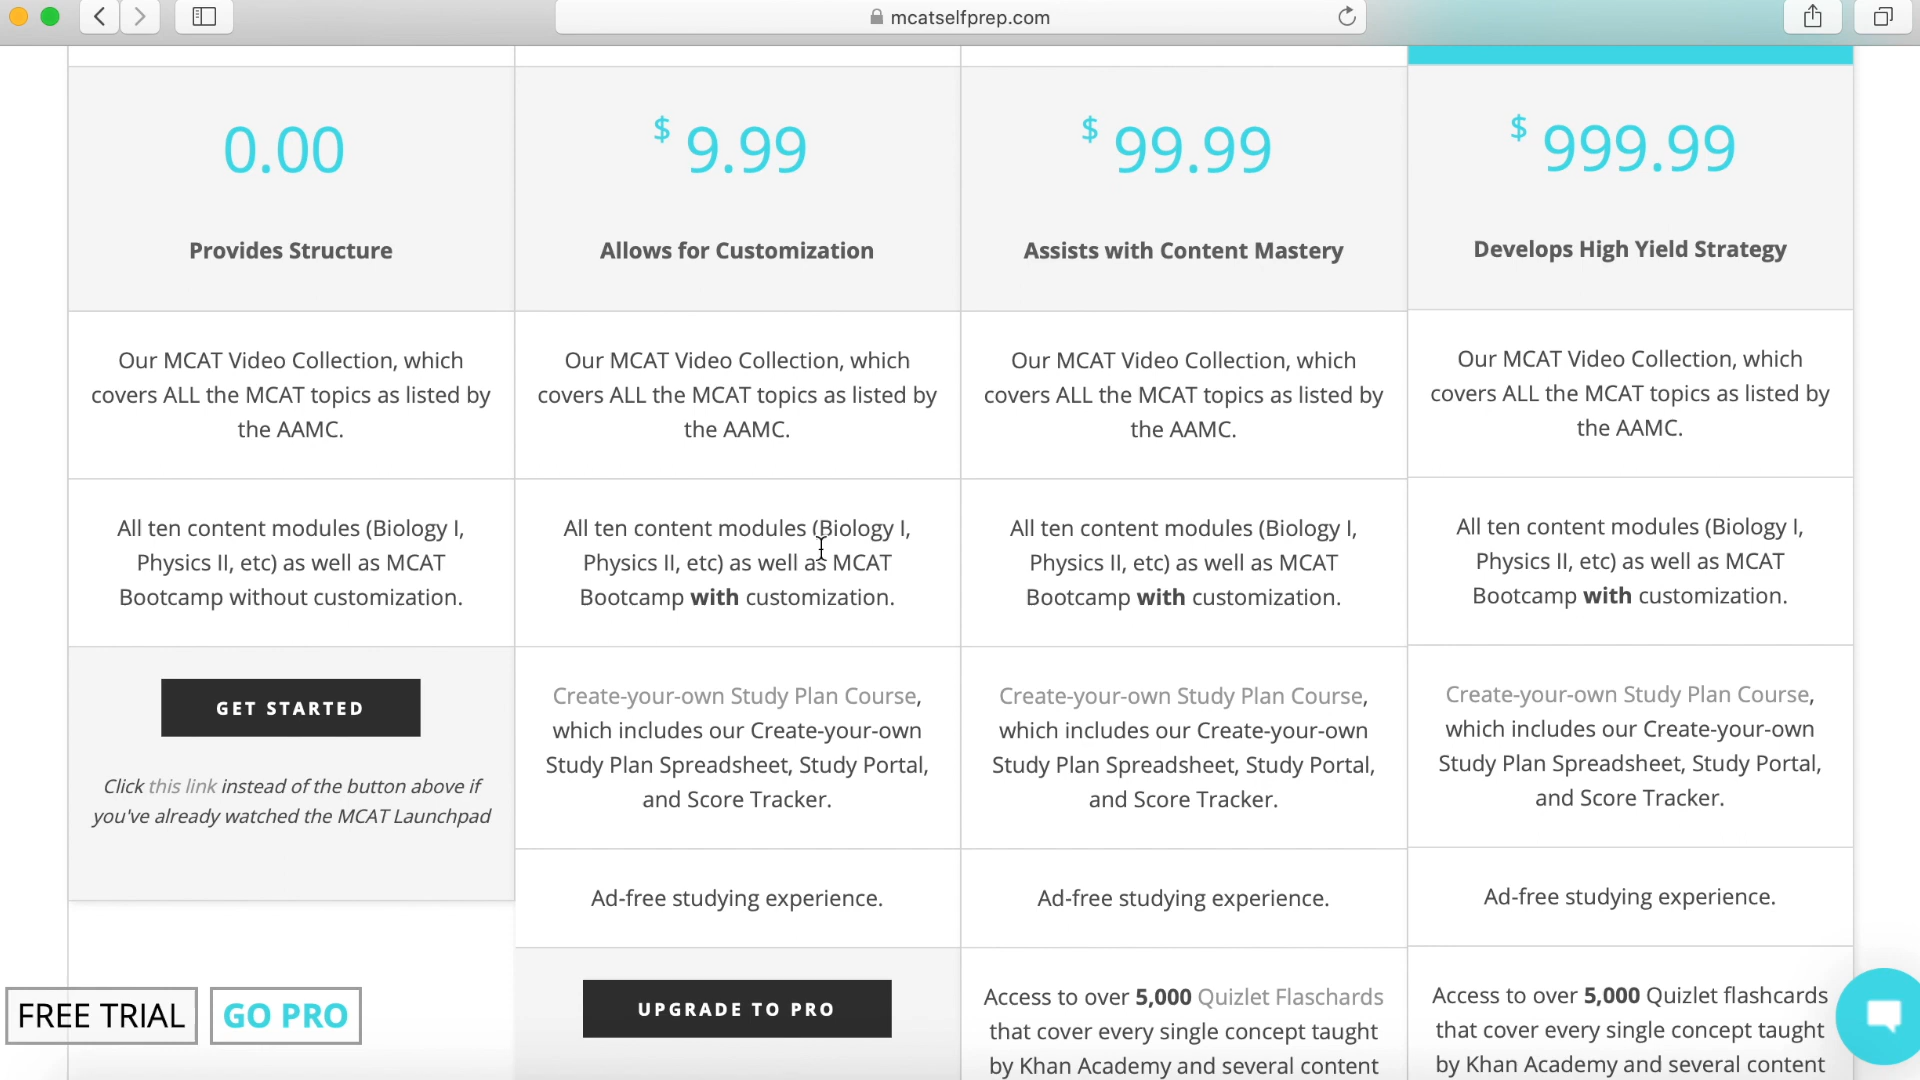 mcatselfprep.com
0.00
Provides Structure
Our MCAT Video Collection, which
covers ALL the MCAT topics as listed by
the AAMC.
All ten content modules (Biology I,
Physics II, etc) as well as MCAT
Bootcamp without customization.
GET STARTED
Click this link instead of the button above if
you've already watched the MCAT Launchpad
$ 9.99
Allows for Customization
Our MCAT Video Collection, which
covers ALL the MCAT topics as listed by
the AAMC.
All ten content modules (Biology I,
Physics II, etc) as well as MCAT
Bootcamp with customization.
Create-your-own Study Plan Course,
which includes our Create-your-own
Study Plan Spreadsheet, Study Portal,
and Score Tracker.
Ad-free studying experience.
UPGRADE TO PRO
$ 99.99
Assists with Content Mastery
Our MCAT Video Collection, which
covers ALL the MCAT topics as listed by
the AAMC.
All ten content modules (Biology I,
Physics II, etc) as well as MCAT
Bootcamp with customization.
Create-your-own Study Plan Course,
which includes our Create-your-own
Study Plan Spreadsheet, Study Portal,
and Score Tracker.
Ad-free studying experience.
Access to over 5,000 Quizlet Flaschards
that cover every single concept taught
by Khan Academy and several content
$ 999.99
Develops High Yield Strategy
Our MCAT Video Collection, which
covers ALL the MCAT topics as listed by
the AAMC.
All ten content modules (Biology I,
Physics II, etc) as well as MCAT
Bootcamp with customization.
Create-your-own Study Plan Course,
which includes our Create-your-own
Study Plan Spreadsheet, Study Portal,
and Score Tracker.
Ad-free studying experience.
Access to over 5,000 Quizlet flashcards
that cover every single concept taught
by Khan Academy and several content
FREE TRIAL
GO PRO